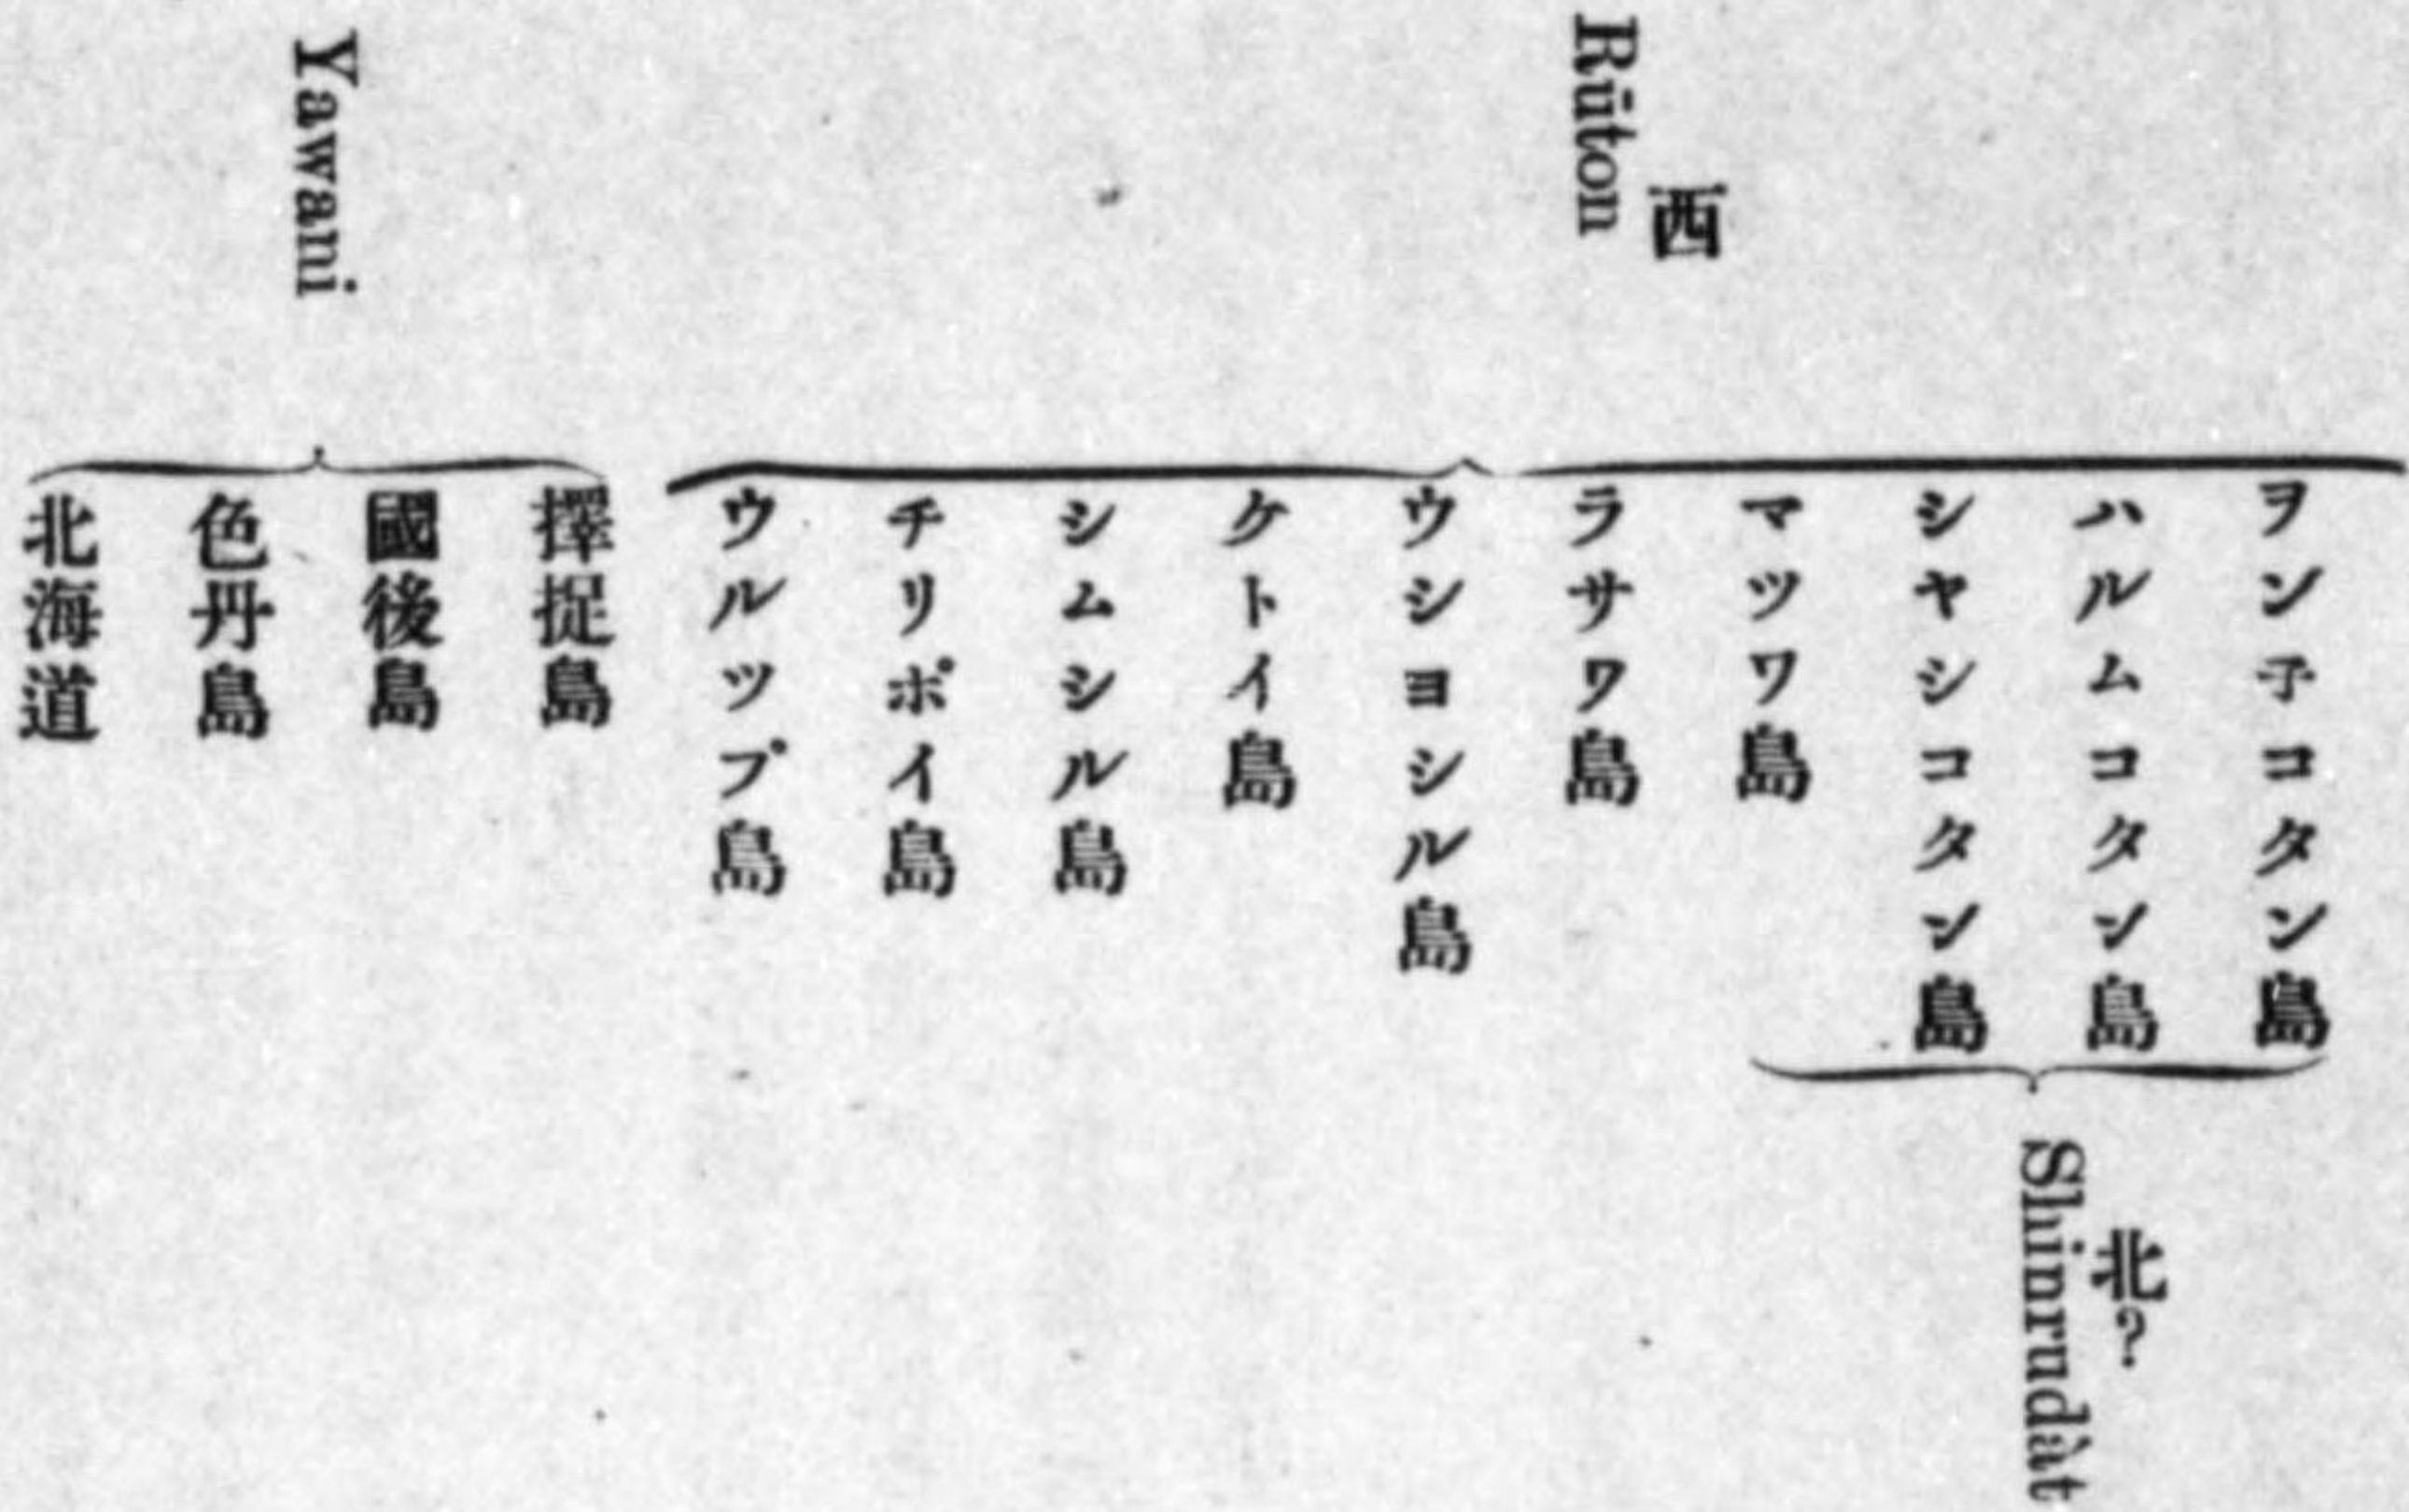 西
Rūton
ヲン子コタン島
ハルムコタン島
シヤシコタン島
北?
Shinrudàt
マツワ島
ラサワ島
ウシヨシル島
ケトイ島
シムシル島
チリポイ島
ウルツプ島
Yawani
擇捉島
國後島
色丹島
北海道